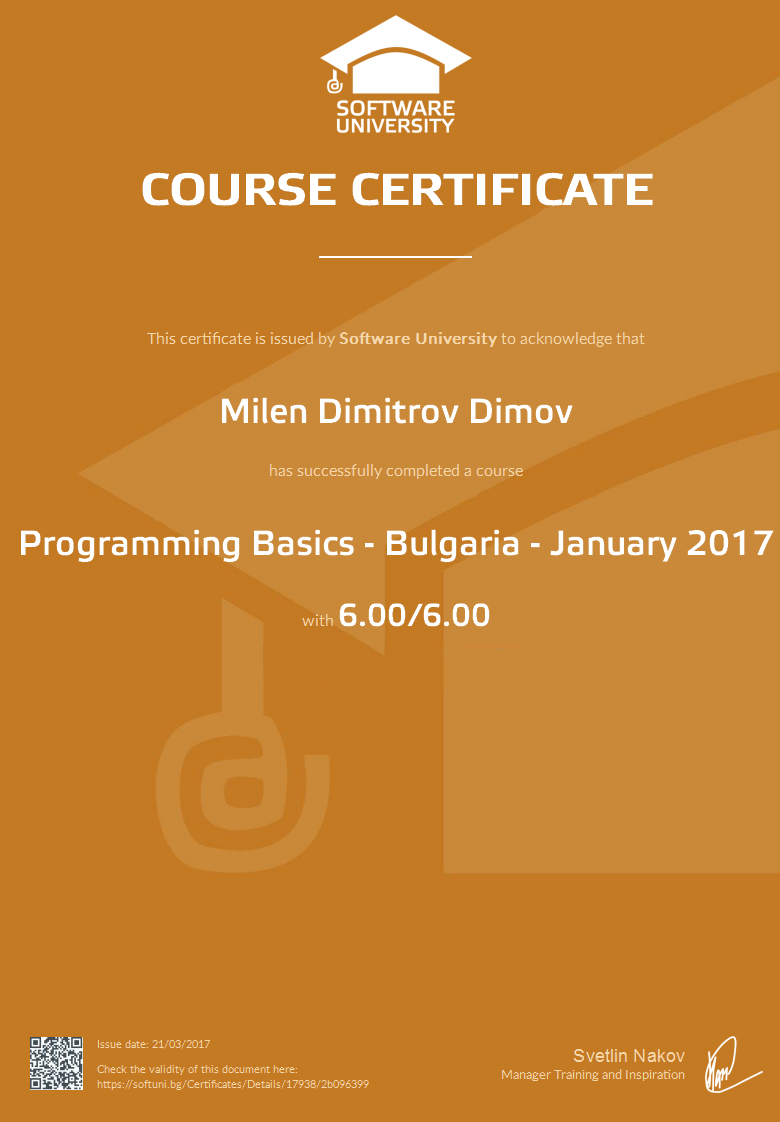 SOFTWARE
UNIVERSITY
COURSE CERTIFICATE
This certificate is issued by Software University to acknowledge that
Milen Dimitrov Dimov
has successfully completed a course
Programming Basics - Bulgaria - January 2017
with 6.00/6.00
Issue date: 21/03/2017
Check the validity of this document here:
https://softuni.bg/Certificates/Details/17938/2b096399
Svetlin Nakov
Manager Training and Inspiration